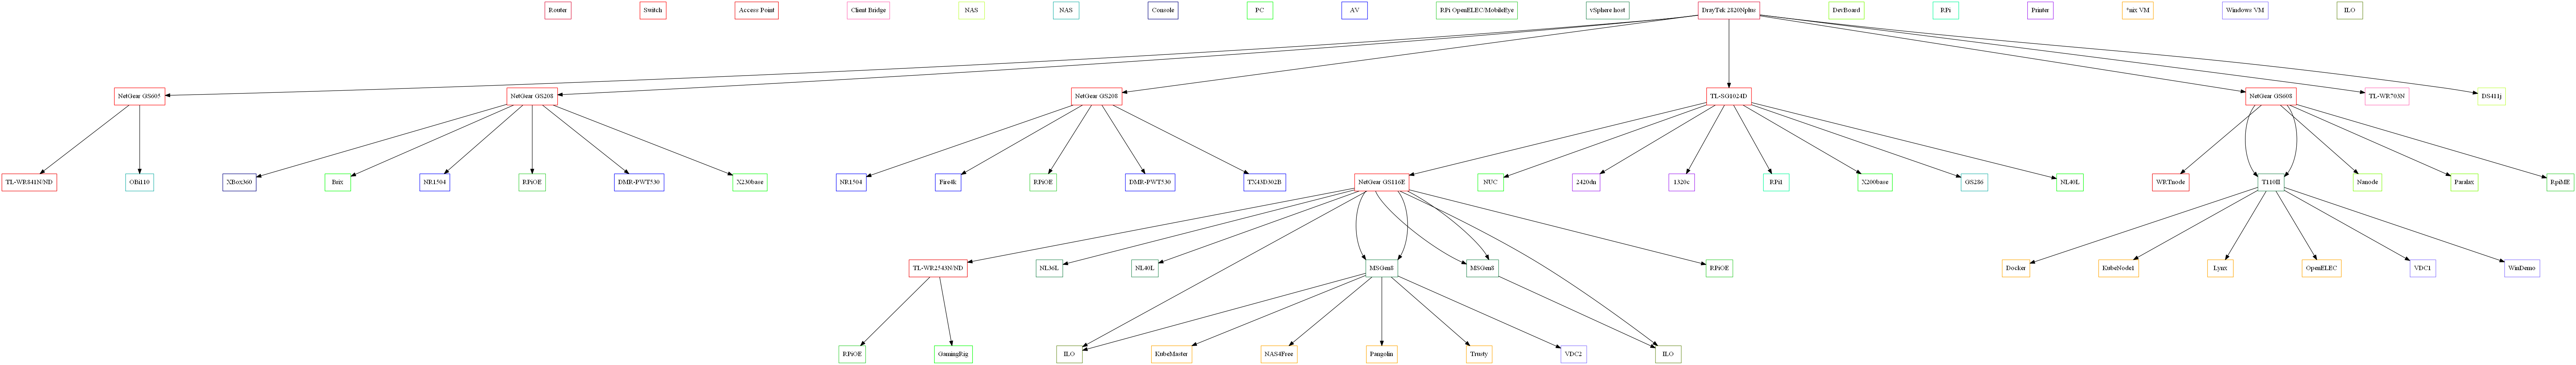 Router
Switch
Access Point
Client Bridge
NAS
NAS
Console
PC
AV
RPi OpenELEC/MobileEye
vSphere host
DrayTek 2820Nplus
DevBoard
RPi
Printer
*nix VM
Windows VM
ILO
NetGear GS605
NetGear GS208
NetGear GS208
TL-SG1024D
NetGear GS608
TL-WR703N
DS411j
TL-WR841N/ND
OBi110
XBox360
Brix
NR1504
RPiOE
DMR-PWT530
X230base
NR1504
Fire4k
RPiOE
DMR-PWT530
TX43D302B
NetGear GS116E
NUC
2420dn
1320c
RPi1
X200base
GS286
NL40L
WRTnode
T110II
Nanode
Paralax
RpiME
TL-WR2543N/ND
NL36L
NL40L
MSGen8
MSGen8
RPiOE
Docker
KubeNode1
Lynx
OpenELEC
VDC1
WinDemo
RPiOE
GamingRig
ILO
KubeMaster
NAS4Free
Pangolin
Trusty
VDC2
ILO